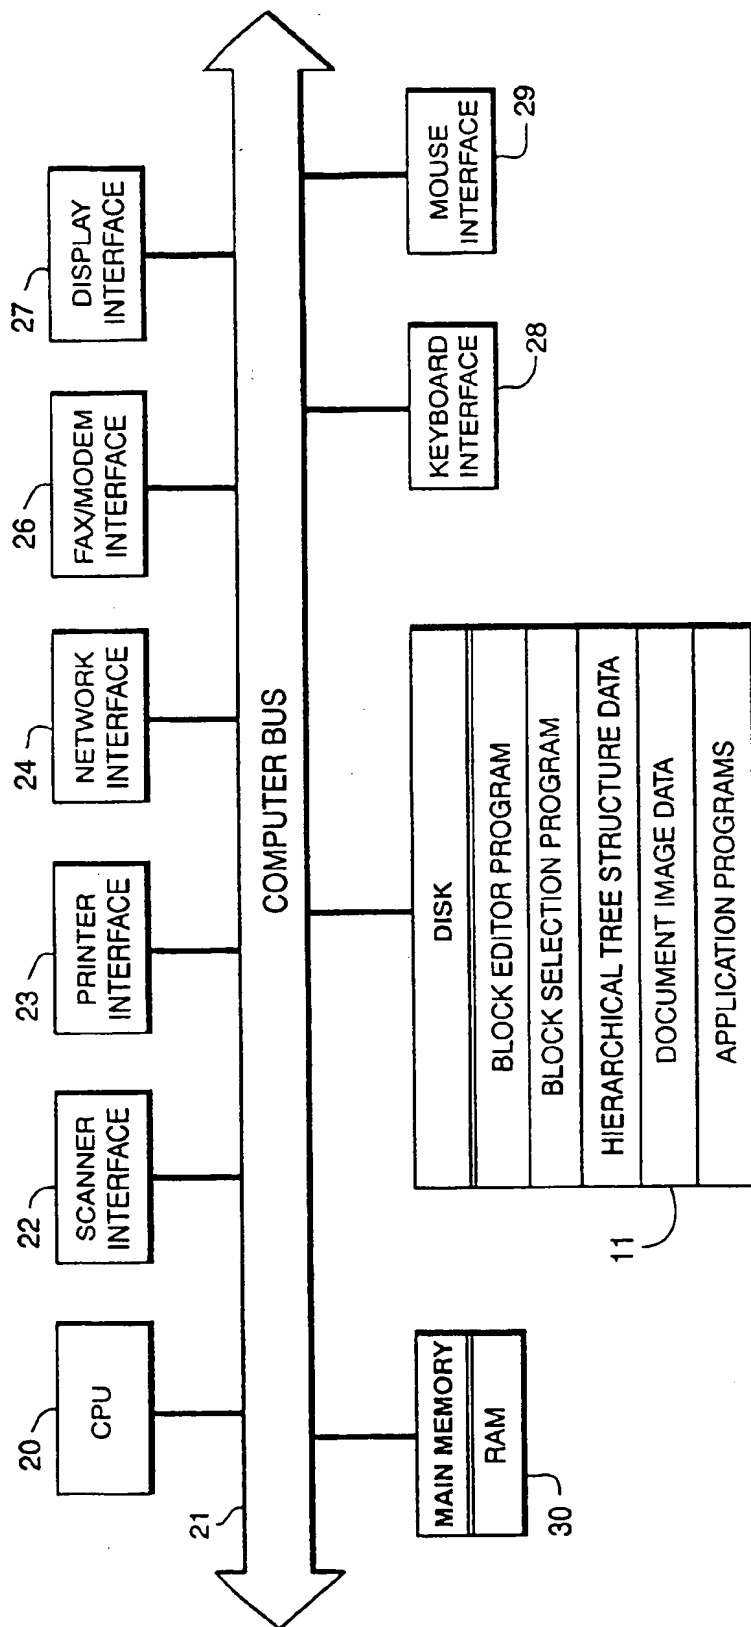 20
CPU
22
SCANNER
INTERFACE
23
PRINTER
INTERFACE
24
NETWORK
INTERFACE
26
FAX/MODEM
INTERFACE
27
DISPLAY
INTERFACE
21
COMPUTER BUS
MAIN MEMORY
RAM
30
DISK
BLOCK EDITOR PROGRAM
BLOCK SELECTION PROGRAM
HIERARCHICAL TREE STRUCTURE DATA
DOCUMENT IMAGE DATA
APPLICATION PROGRAMS
11
KEYBOARD
INTERFACE
28
MOUSE
INTERFACE
29